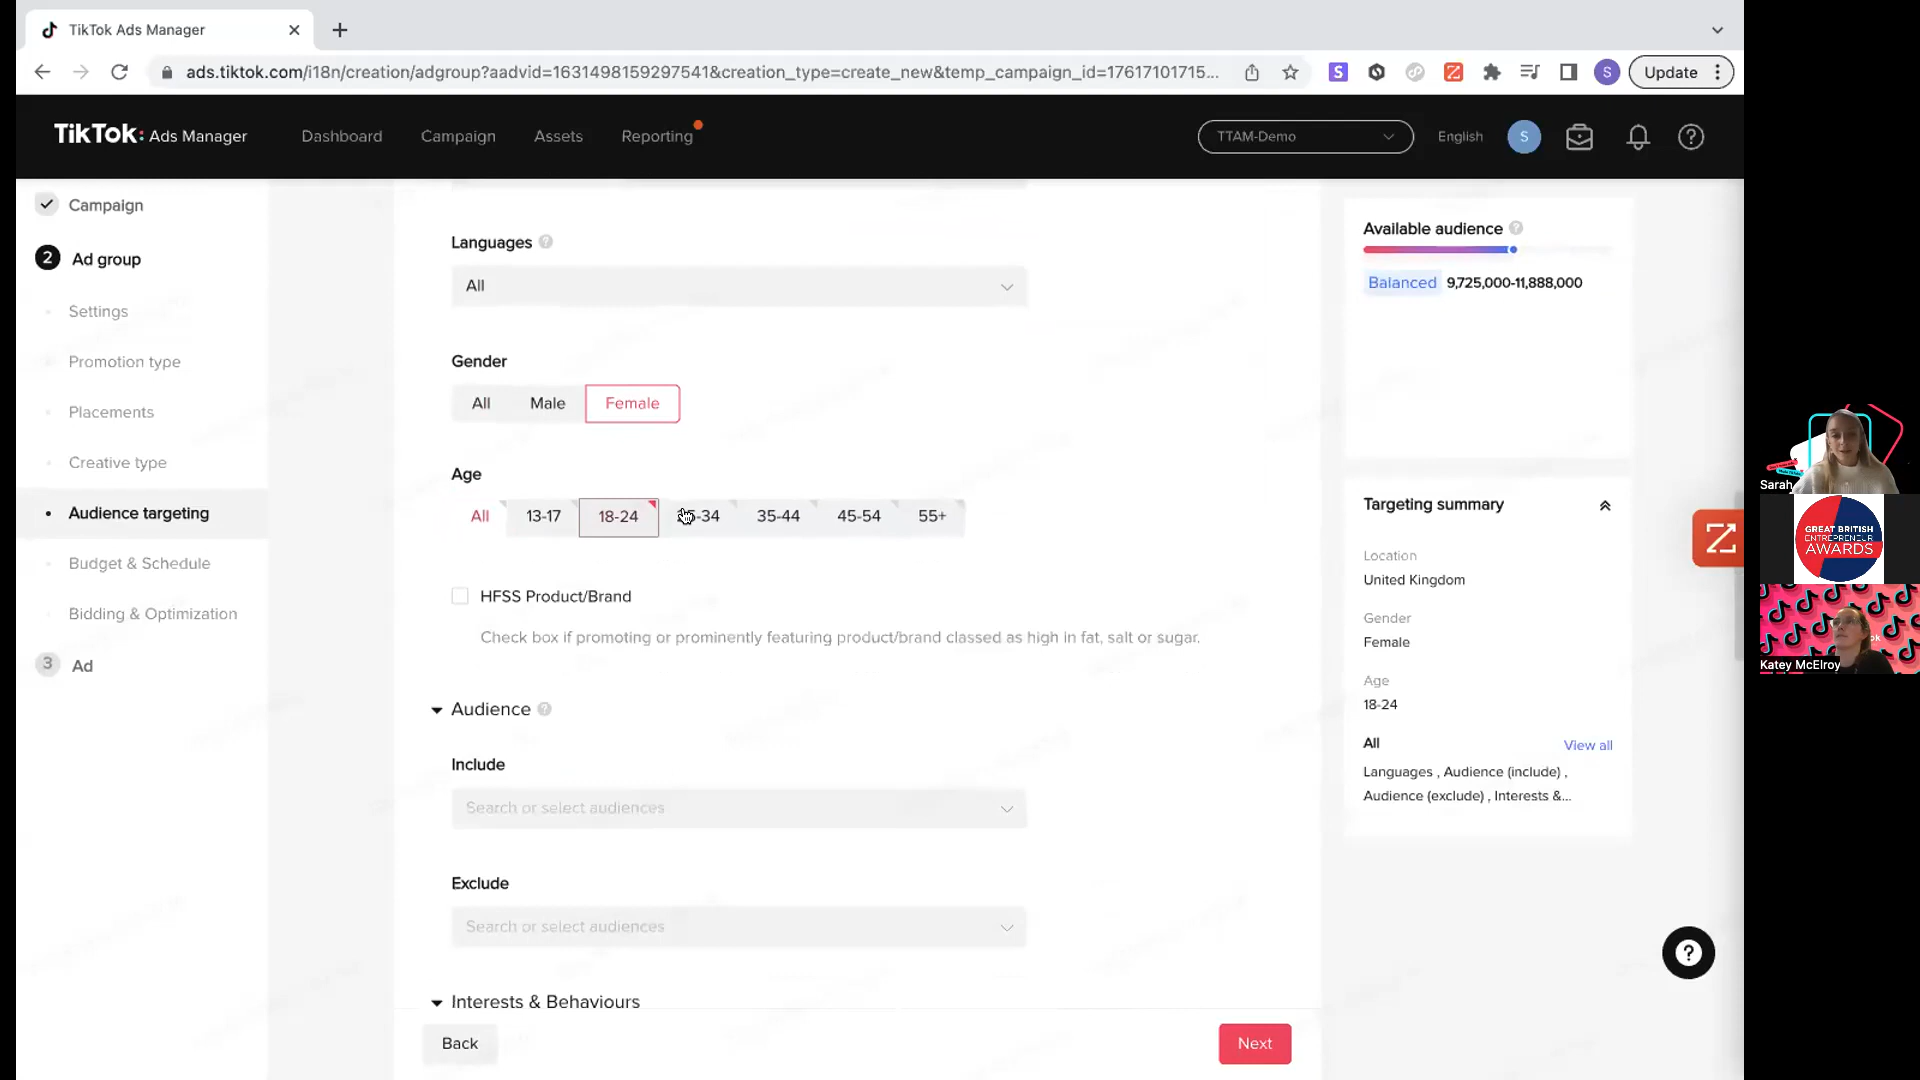 TikTok Ads Manager
ads.tiktok.com/i18n/creation/adgroup?aadvid=1631498159297541&creation_type=create_new&temp_campaign_id=17617101715...
S
Z
S
Update
TikTok: Ads Manager
Dashboard
Campaign
Assets
Reporting
TTAM-Demo
English
S
Campaign
2 Ad group
Settings
Promotion type
Placements
Creative type
Audience targeting
Budget & Schedule
Bidding & Optimization
3 Ad
Languages
All
Gender
All Male Female
Age
All 13-17 18-24 -34 35-44 45-54 55+
HFSS Product/Brand
Check box if promoting or prominently featuring product/brand classed as high in fat, salt or sugar.
Audience
Include
Search or select audiences
Exclude
Search or select audiences
Interests & Behaviours
Back
Next
Available audience
Balanced 9,725,000-11,888,000
Targeting summary
Location
United Kingdom
Gender
Female
Age
18-24
All View all
Languages , Audience (include) ,
Audience (exclude) , Interests &...
Sarah
GREAT BRITISH
ENTREPRENEUR
AWARDS
Katey McElroy